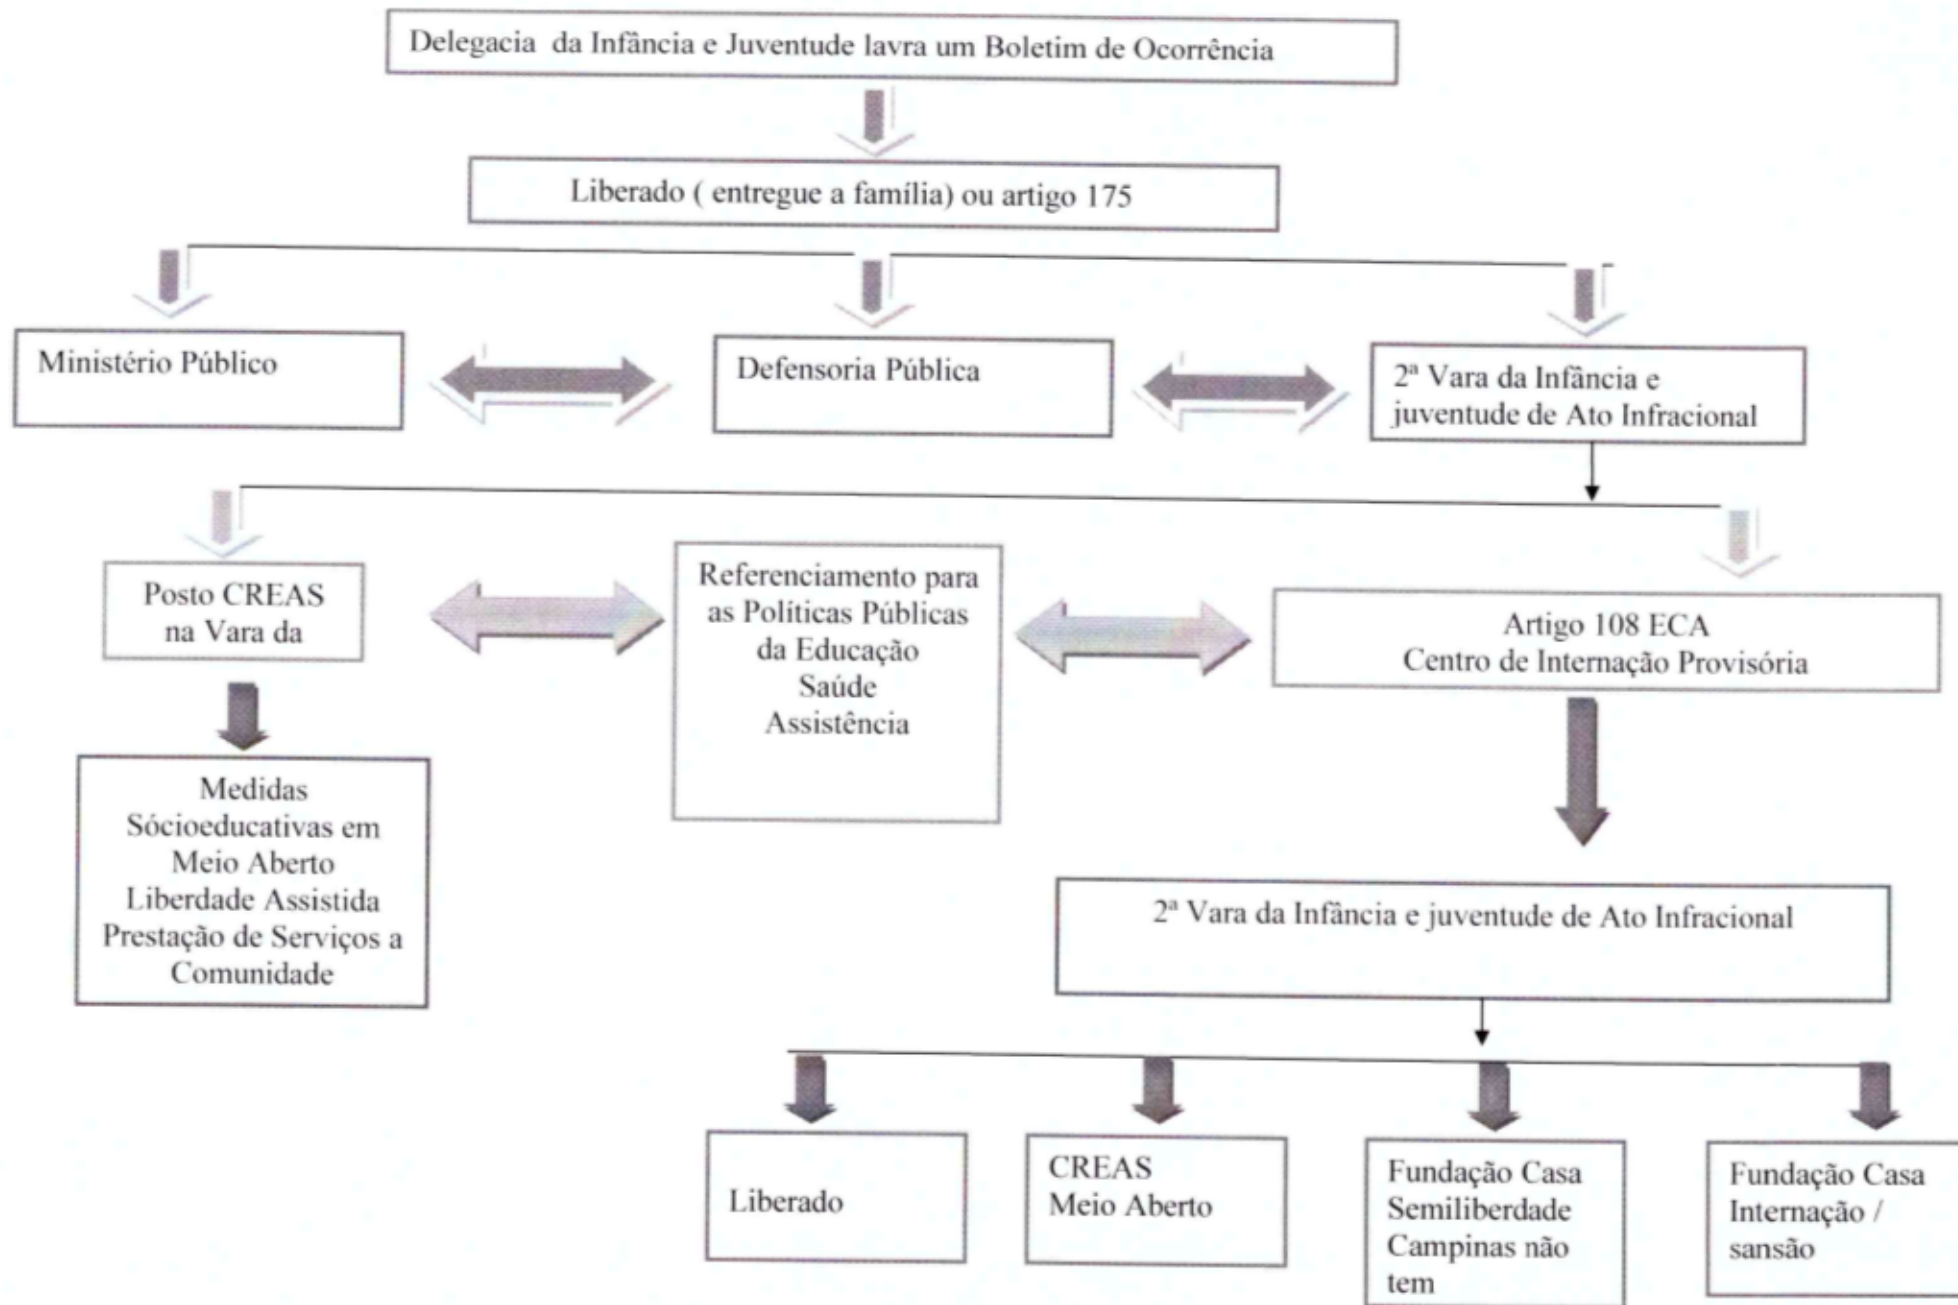 Delegacia da Infância e Juventude lavra um Boletim de Ocorrência
Liberado ( entregue a família) ou artigo 175
Ministério Público
Defensoria Pública
2ª Vara da Infância e
juventude de Ato Infracional
Posto CREAS
na Vara da
Referenciamento para
as Políticas Públicas
da Educação
Saúde
Assistência
Artigo 108 ECA
Centro de Internação Provisória
Medidas
Sócioeducativas em
Meio Aberto
Liberdade Assistida
Prestação de Serviços a
Comunidade
2ª Vara da Infância e juventude de Ato Infracional
Liberado
CREAS
Meio Aberto
Fundação Casa
Semiliberdade
Campinas não
tem
Fundação Casa
Internação /
sansão